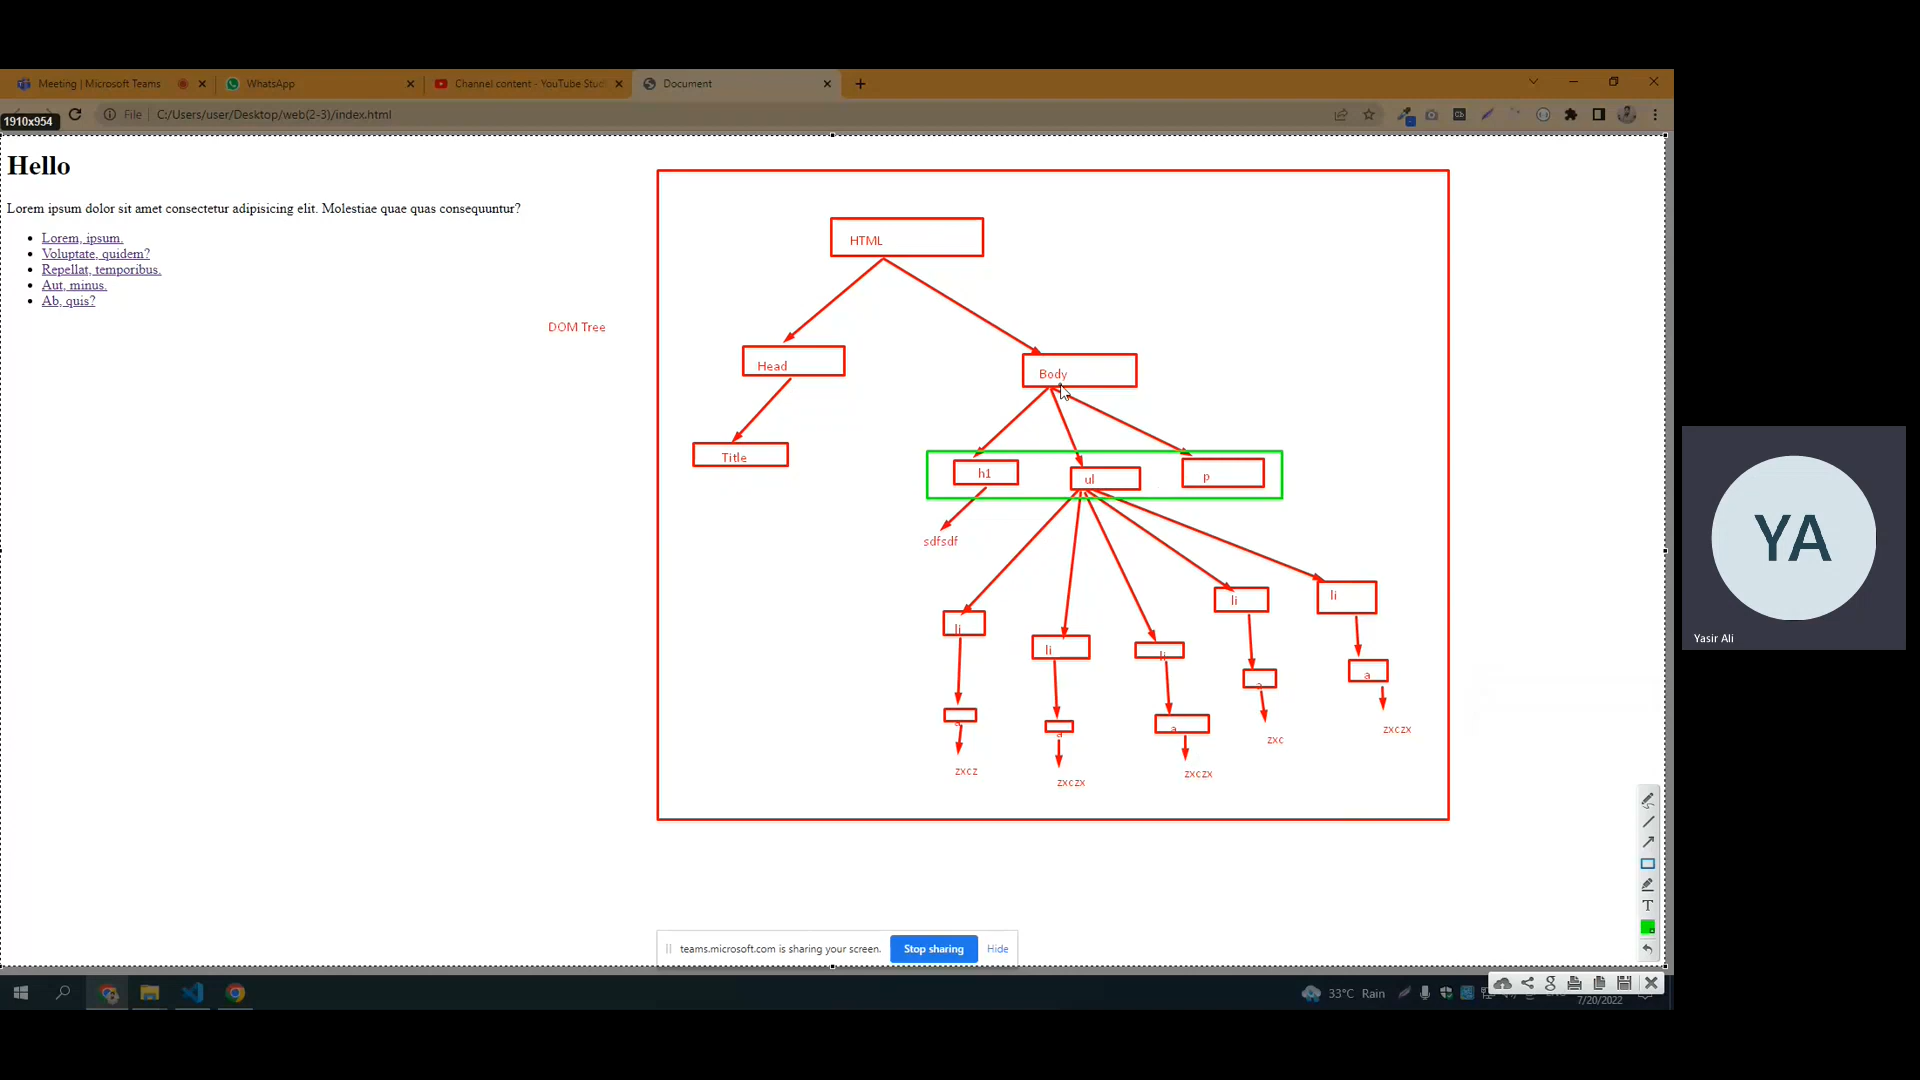 Meeting | Microsoft Teams
WhatsApp
Channel content - YouTube Stud
Document
File
C:/Users/user/Desktop/web(2-3)/index.html
1910x954
Hello
Lorem ipsum dolor sit amet consectetur adipisicing elit. Molestiae quae quas consequuntur?
Lorem, ipsum.
Voluptate, quidem?
Repellat, temporibus.
Aut, minus.
Ab, quis?
DOM Tree
HTML
Head
Body
Title
h1
ul
p
sdfsdf
li
li
li
li
li
a
a
a
a
a
zxcz
zxczx
zxczx
zxc
zxczx
YA
Yasir Ali
T
teams.microsoft.com is sharing your screen.
Stop sharing
Hide
33°C Rain
7/20/2022